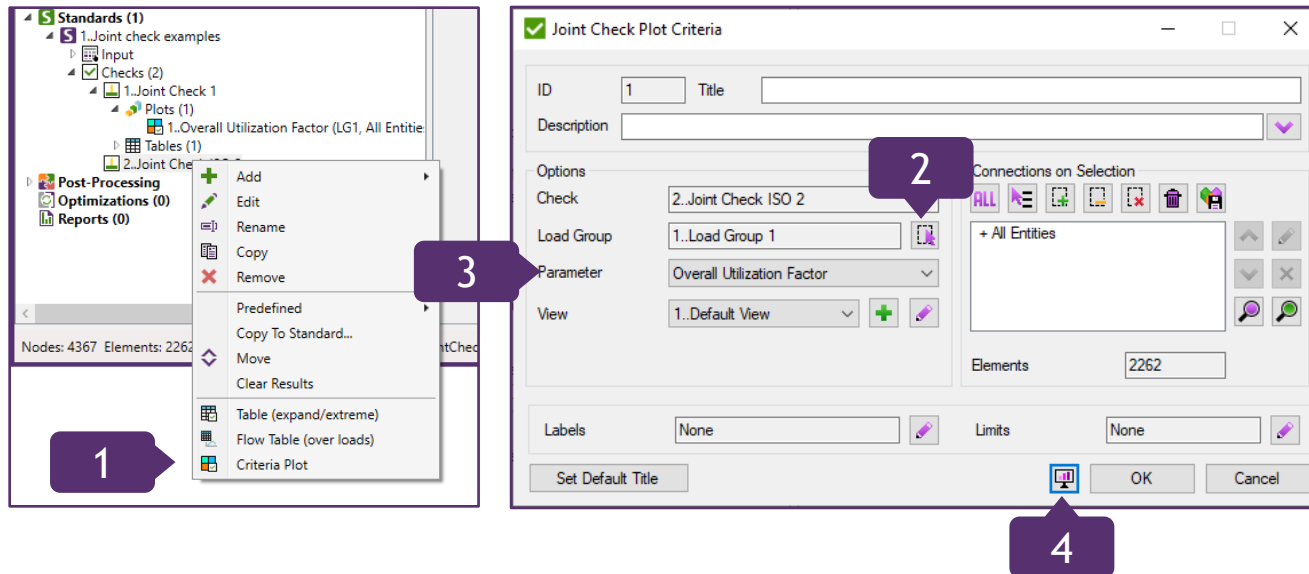 Standards (1)
1..Joint check examples
Input
Checks (2)
1..Joint Check 1
Plots (1)
1..Overall Utilization Factor (LG1, All Entitie
Tables (1)
2..Joint Che
Post-Processing
Optimizations (0)
Reports (0)
Nodes: 4367 Elements: 2262
Add
Edit
Rename
Copy
Remove
Predefined
Copy To Standard...
Move
Clear Results
Table (expand/extreme)
Flow Table (over loads)
Criteria Plot
1
Joint Check Plot Criteria
ID 1 Title
Description
Options
Check 2..Joint Check ISO 2
Load Group 1..Load Group 1
Parameter Overall Utilization Factor
View 1..Default View
2
3
Connections on Selection
ALL
+ All Entities
Elements 2262
Labels None Limits None
Set Default Title OK Cancel
4